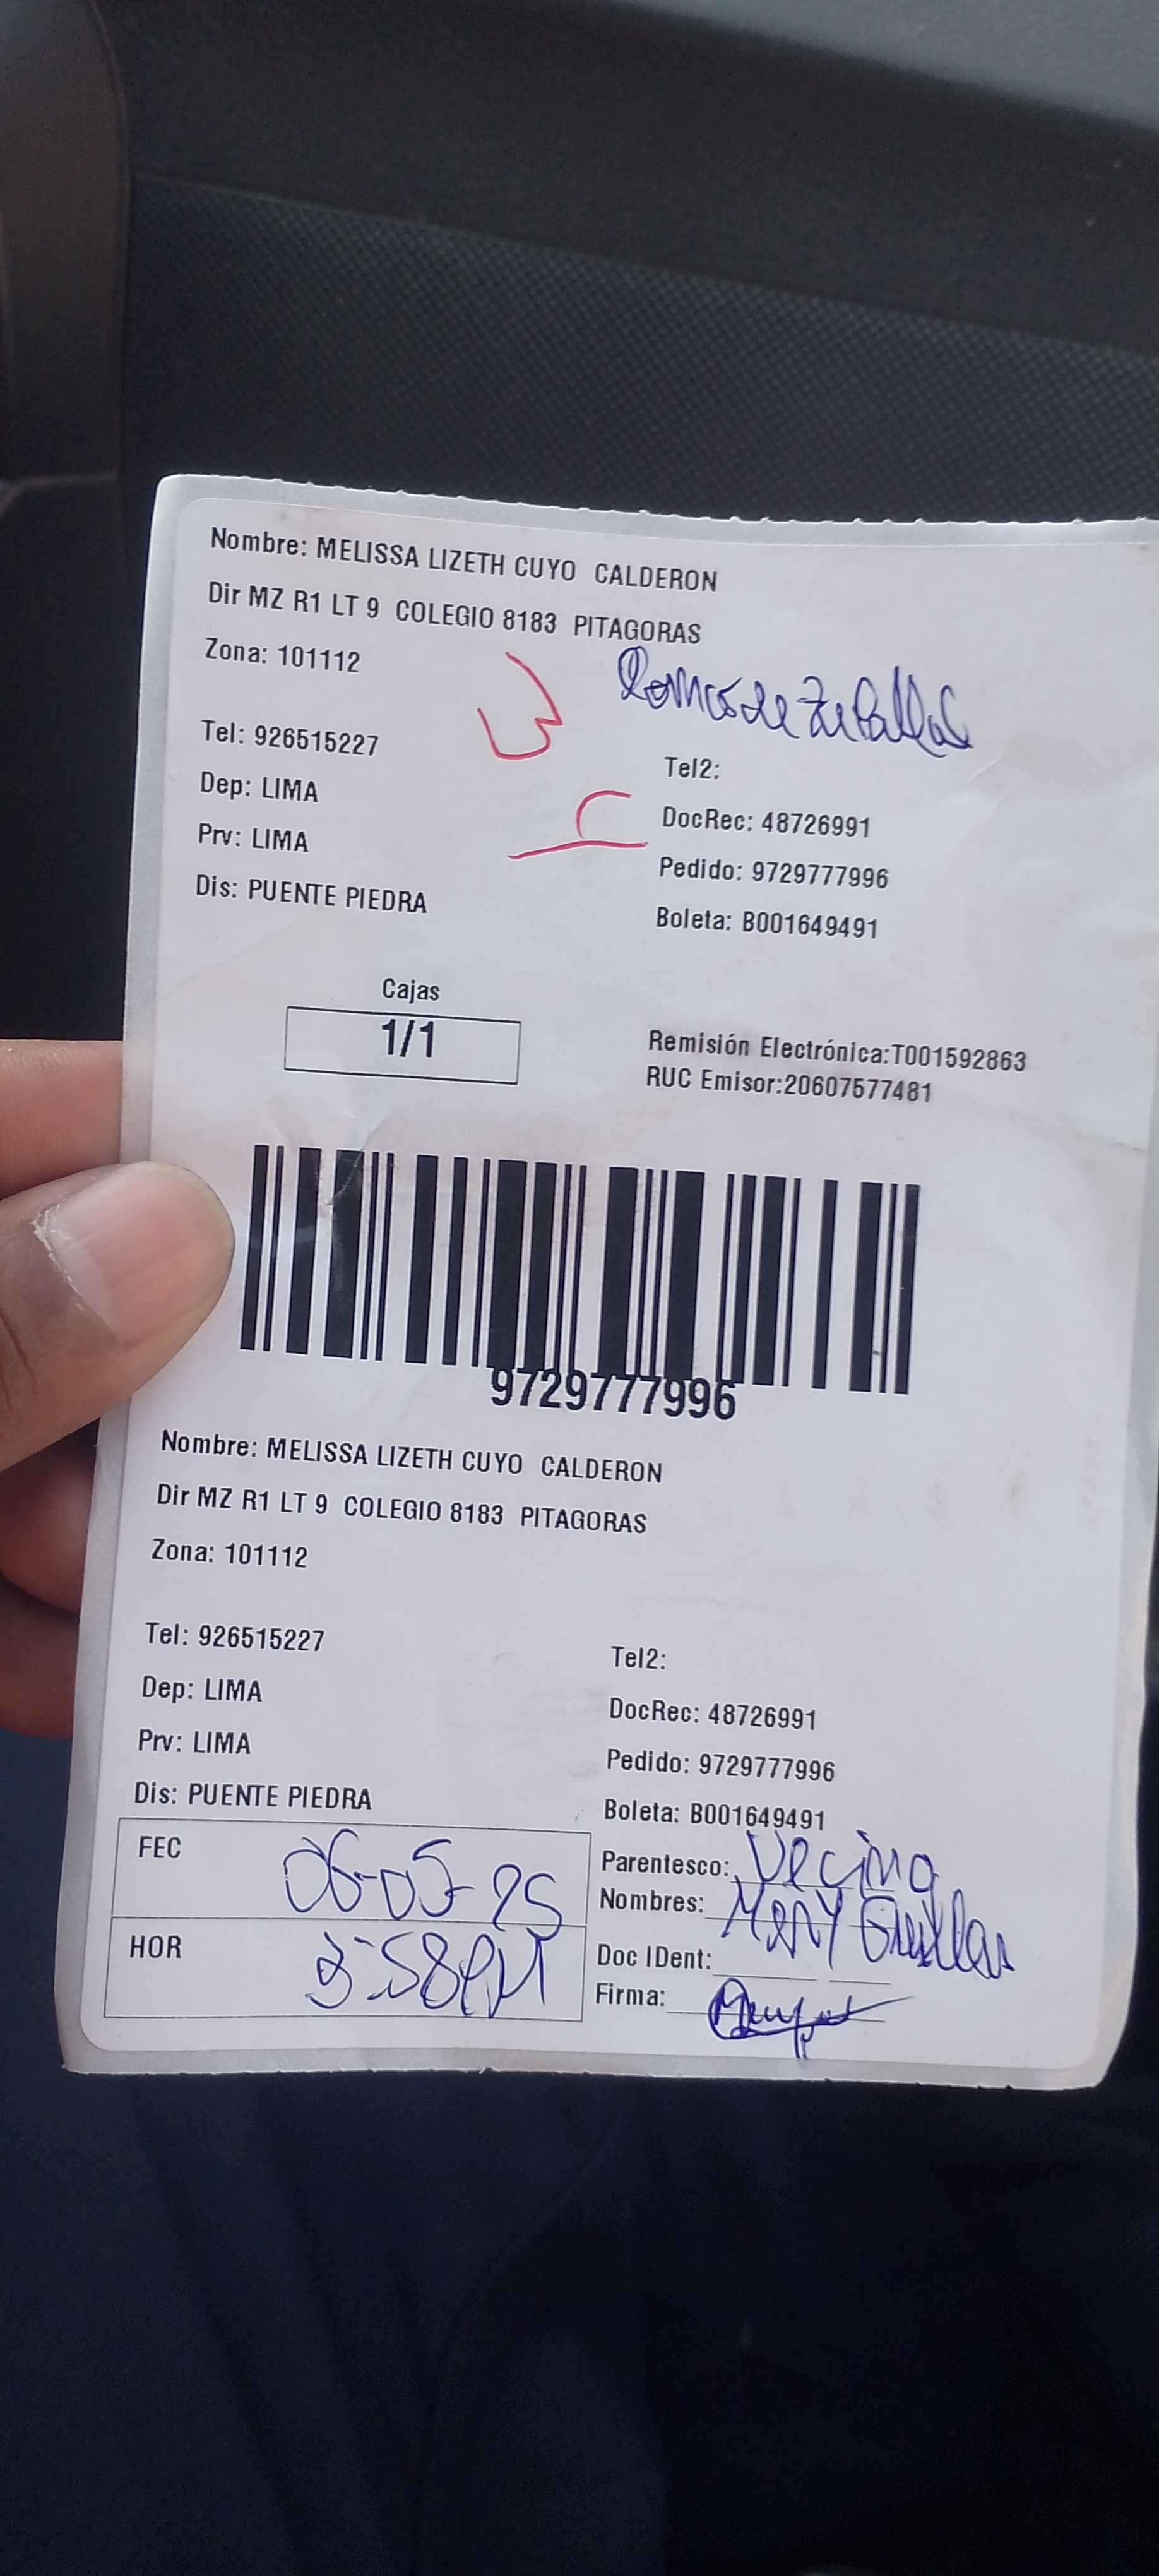 Nombre: MELISSA LIZETH CUYO CALDERON
Dir MZ R1 LT 9 COLEGIO 8183 PITAGORAS
Zona: 101112
Lomas de Zapallal
Tel: 926515227
Tel2:
Dep: LIMA
DocRec: 48726991
Prv: LIMA
Pedido: 9729777996
Dis: PUENTE PIEDRA
Boleta: B001649491
Cajas
1/1
Remisión Electrónica:T001592863
RUC Emisor:20607577481
9729777996
Nombre: MELISSA LIZETH CUYO CALDERON
Dir MZ R1 LT 9 COLEGIO 8183 PITAGORAS
Zona: 101112
Tel: 926515227
Tel2:
Dep: LIMA
DocRec: 48726991
Prv: LIMA
Pedido: 9729777996
Dis: PUENTE PIEDRA
Boleta: B001649491
FEC 06-05-25
Parentesco: Vecina
Nombres: Mery
HOR 3:58PM
Doc IDent:
Firma: